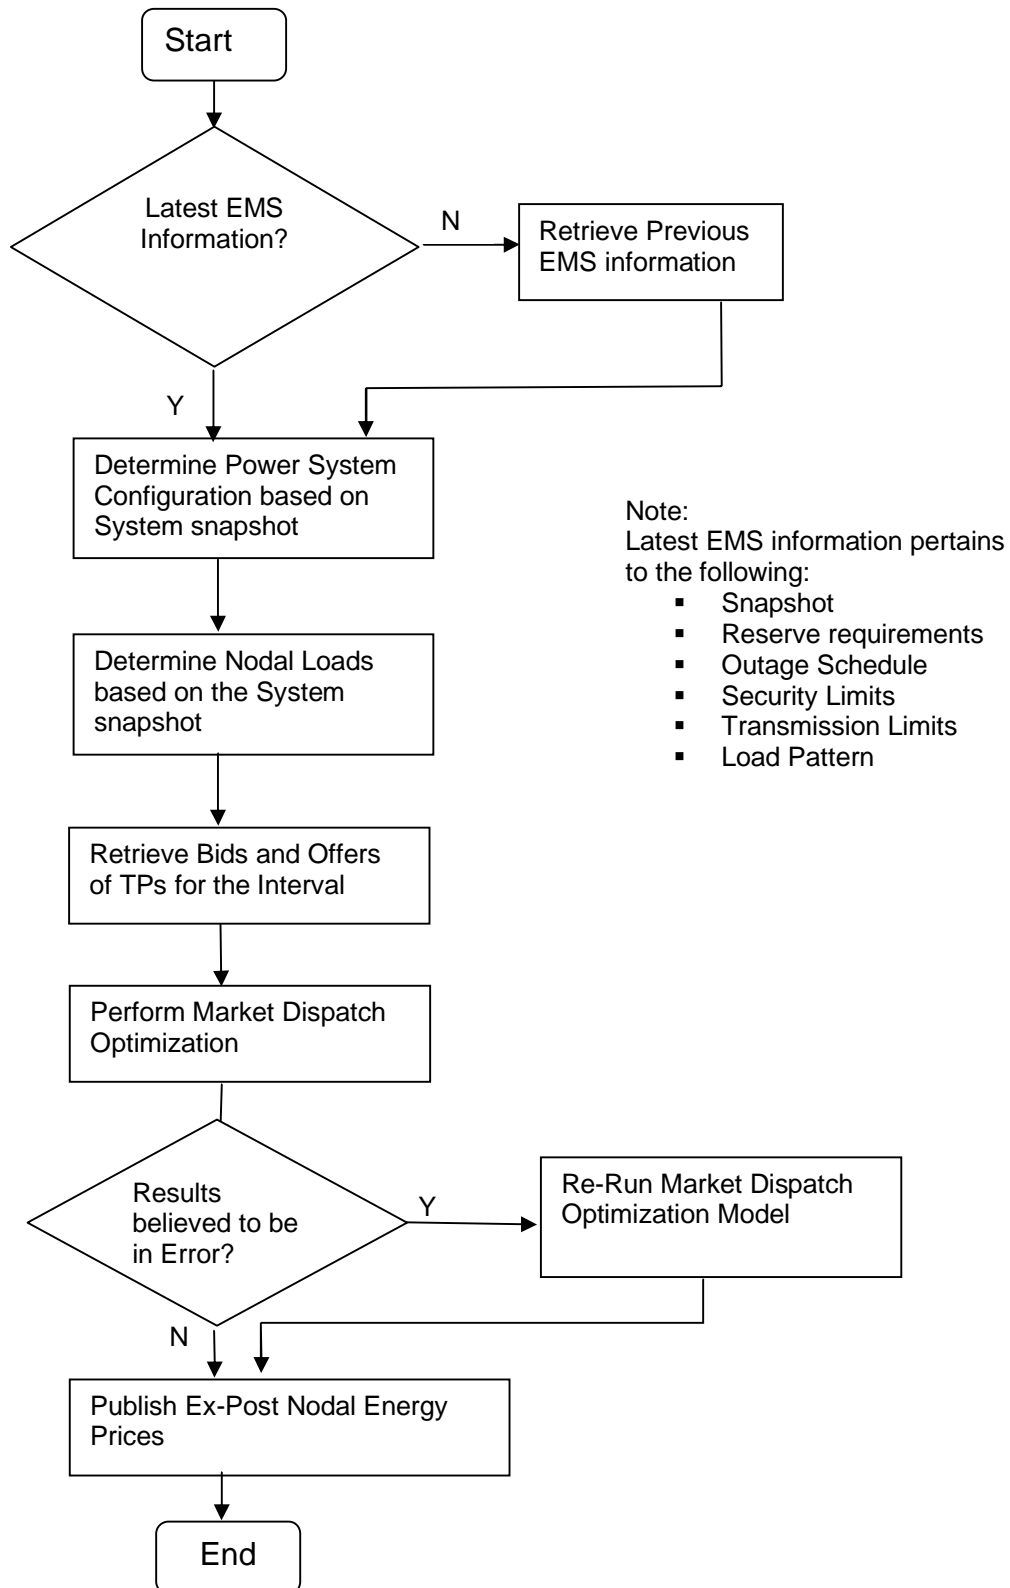 Start
Latest EMS
Information?
N
Retrieve Previous
EMS information
Y
Determine Power System
Configuration based on
System snapshot
Note:
Latest EMS information pertains
to the following:
▪ Snapshot
▪ Reserve requirements
▪ Outage Schedule
▪ Security Limits
▪ Transmission Limits
▪ Load Pattern
Determine Nodal Loads
based on the System
snapshot
Retrieve Bids and Offers
of TPs for the Interval
Perform Market Dispatch
Optimization
Results
believed to be
in Error?
Y
Re-Run Market Dispatch
Optimization Model
N
Publish Ex-Post Nodal Energy
Prices
End